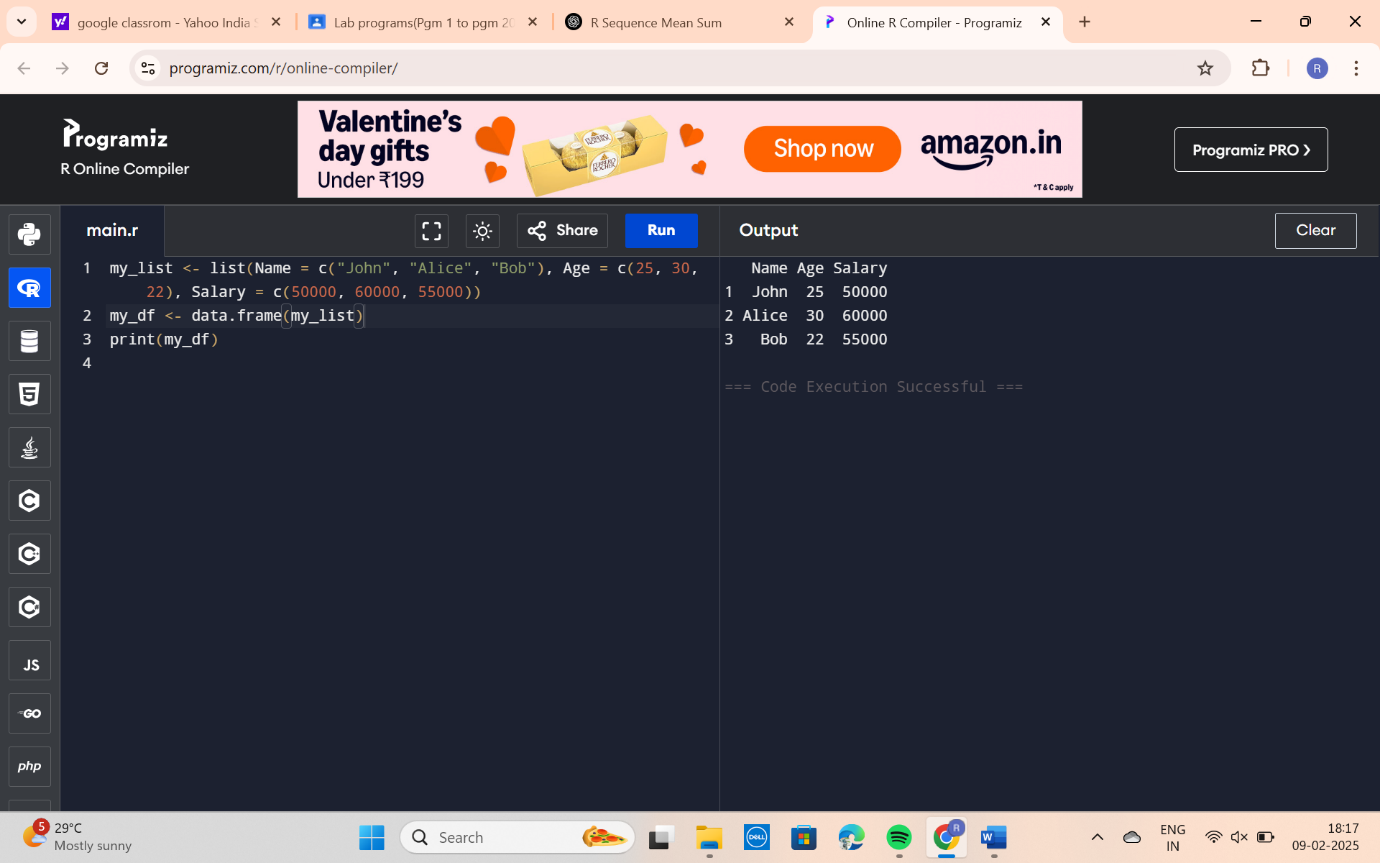 google classrom - Yahoo India S
Lab programs(Pgm 1 to pgm 20
R Sequence Mean Sum
Online R Compiler - Programiz
programiz.com/r/online-compiler/
R
Programiz
R Online Compiler
Valentine's
day gifts
Under ₹199
Shop now
amazon.in
*T & C apply
Programiz PRO ❯
main.r
Share
Run
Output
Clear
1 my_list <- list(Name = c("John", "Alice", "Bob"), Age = c(25, 30,
22), Salary = c(50000, 60000, 55000))
2 my_df <- data.frame(my_list)
3 print(my_df)
4
Name Age Salary
1 John 25 50000
2 Alice 30 60000
3 Bob 22 55000
=== Code Execution Successful ===
R
5
JS
GO
php
5
29°C
Mostly sunny
Search
DELL
R
W
ENG
IN
18:17
09-02-2025